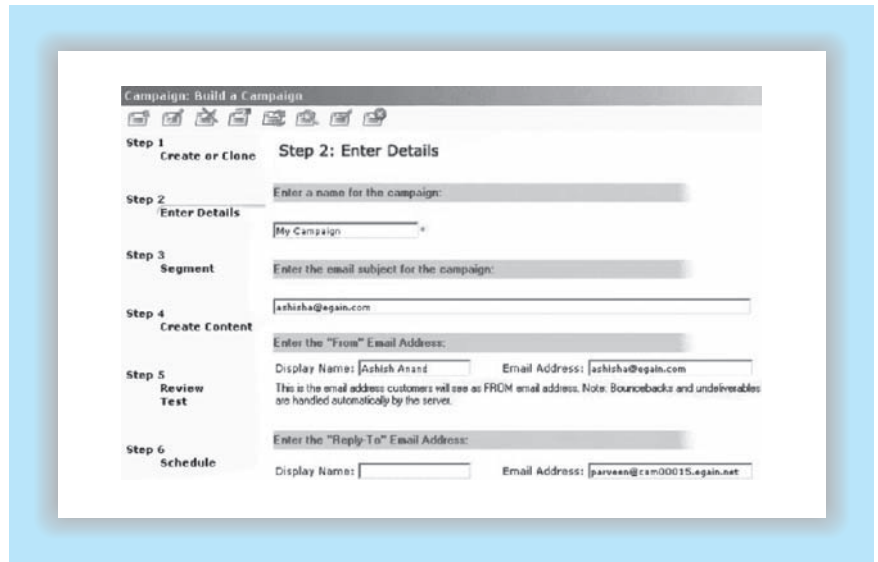 Campaign: Build a Campaign
Step 1
Create or Clone
Step 2
Enter Details
Step 3
Segment
Step 4
Create Content
Step 5
Review
Test
Step 6
Schedule
Step 2: Enter Details
Enter a name for the campaign:
My Campaign *
Enter the email subject for the campaign:
ashisha@egain.com
Enter the "From" Email Address:
Display Name: Ashish Anand Email Address: ashisha@egain.com
This is the email address customers will see as FROM email address. Note: Bouncebacks and undeliverables
are handled automatically by the server.
Enter the "Reply-To" Email Address:
Display Name: Email Address: parveen@csm00015.egain.net